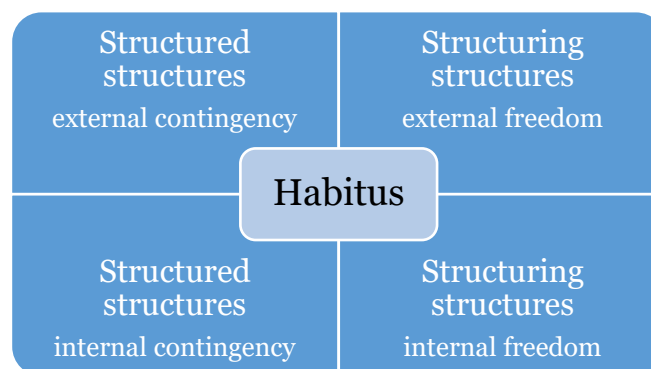 Structured
structures
external contingency
Structuring
structures
external freedom
Habitus
Structured
structures
internal contingency
Structuring
structures
internal freedom